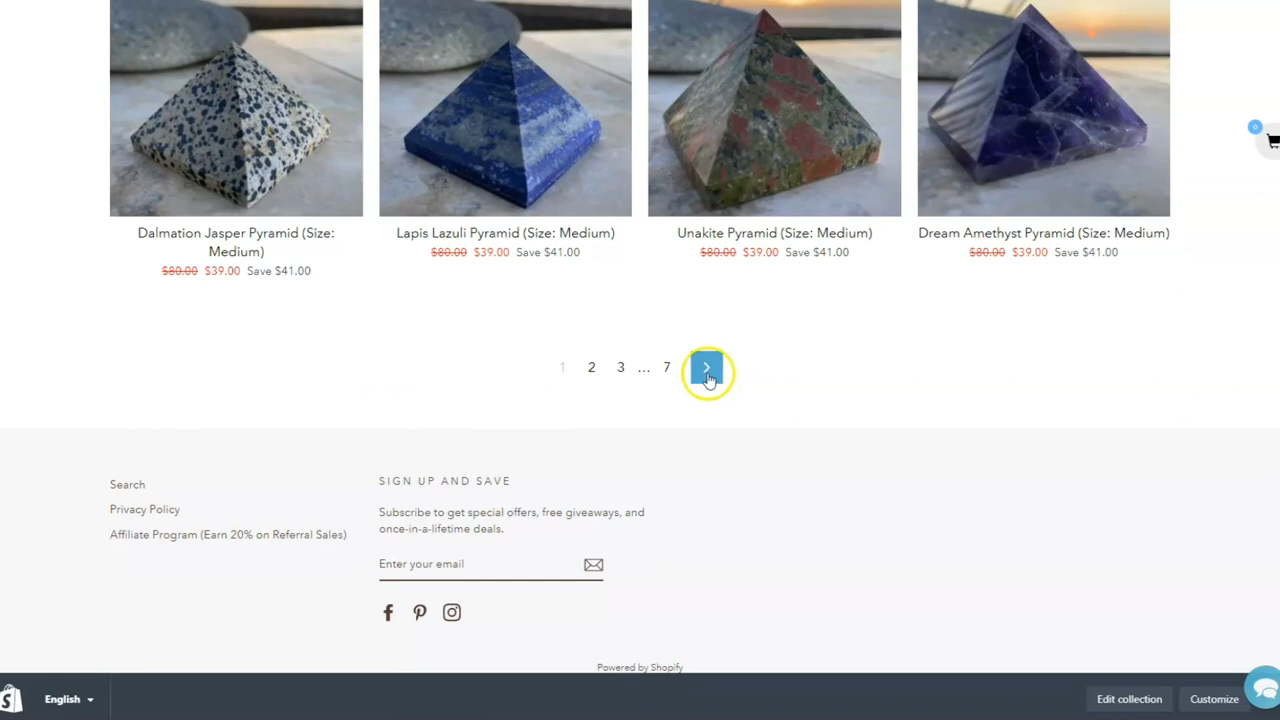 Dalmation Jasper Pyramid (Size:
Medium)
$80.00 $39.00 Save $41.00
Lapis Lazuli Pyramid (Size: Medium)
$80.00 $39.00 Save $41.00
Unakite Pyramid (Size: Medium)
$80.00 $39.00 Save $41.00
Dream Amethyst Pyramid (Size: Medium)
$80.00 $39.00 Save $41.00
0
1 2 3 ... 7
Search
Privacy Policy
Affiliate Program (Earn 20% on Referral Sales)
SIGN UP AND SAVE
Subscribe to get special offers, free giveaways, and
once-in-a-lifetime deals.
Enter your email
Powered by Shopify
English
Edit collection
Customize